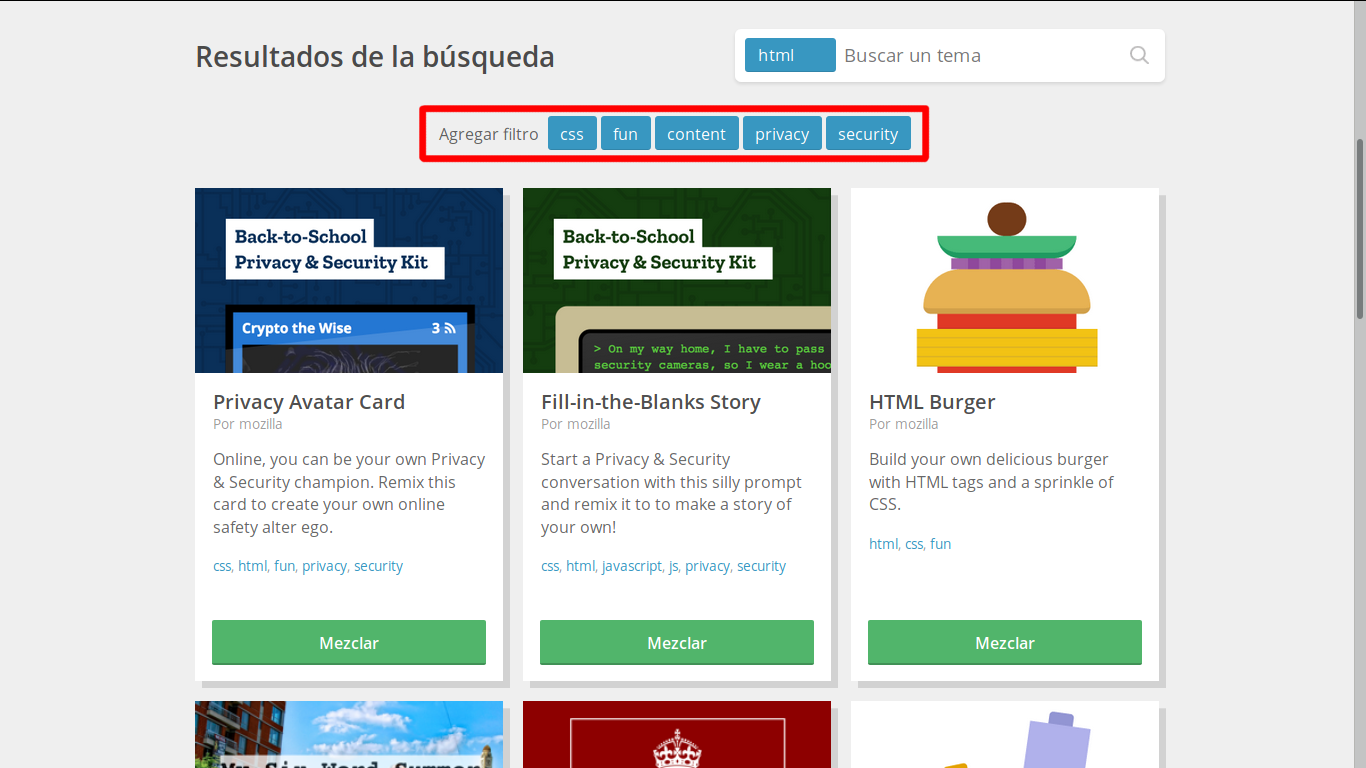 Resultados de la búsqueda
html Buscar un tema
Agregar filtro css fun content privacy security
Back-to-School
Privacy & Security Kit
Crypto the Wise 3
Privacy Avatar Card
Por mozilla
Online, you can be your own Privacy
& Security champion. Remix this
card to create your own online
safety alter ego.
css, html, fun, privacy, security
Mezclar
Back-to-School
Privacy & Security Kit
> On my way home, I have to pass
security cameras, so I wear a hoo
Fill-in-the-Blanks Story
Por mozilla
Start a Privacy & Security
conversation with this silly prompt
and remix it to to make a story of
your own!
css, html, javascript, js, privacy, security
Mezclar
HTML Burger
Por mozilla
Build your own delicious burger
with HTML tags and a sprinkle of
CSS.
html, css, fun
Mezclar
My Six-Word Summer